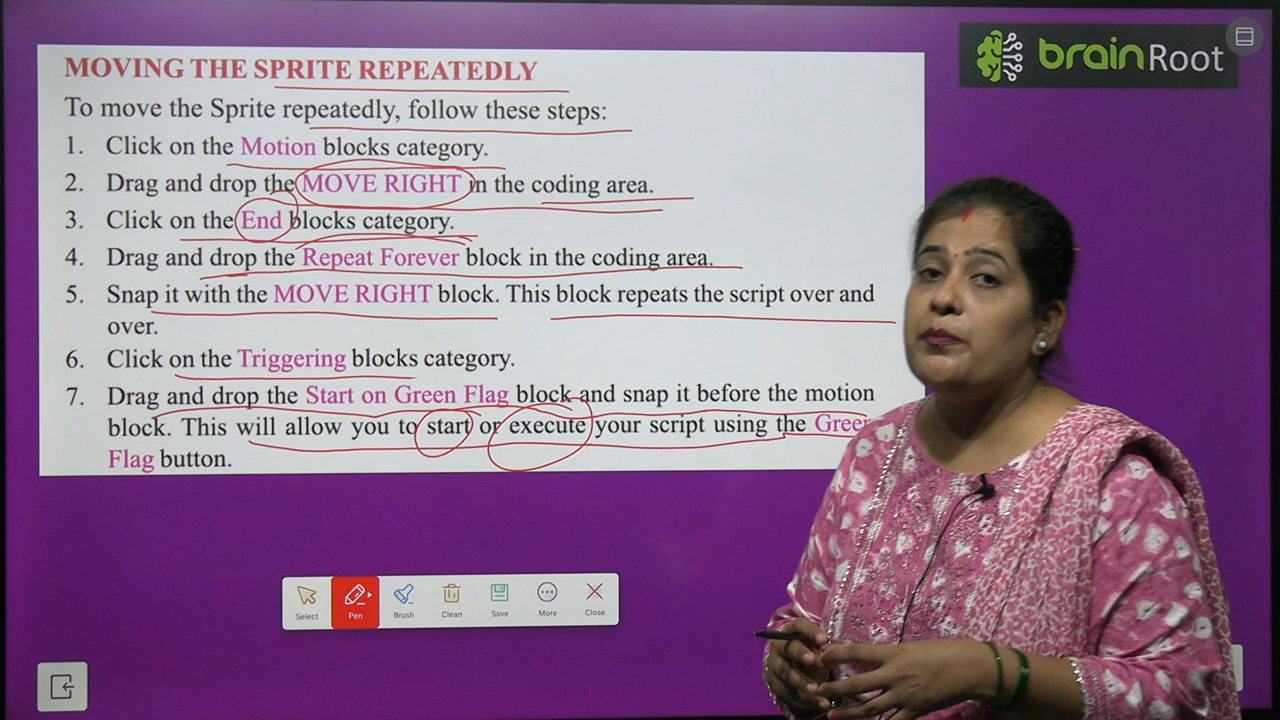 brainRoot
MOVING THE SPRITE REPEATEDLY
To move the Sprite repeatedly, follow these steps:
1. Click on the Motion blocks category.
2. Drag and drop the MOVE RIGHT in the coding area.
3. Click on the End blocks category.
4. Drag and drop the Repeat Forever block in the coding area.
5. Snap it with the MOVE RIGHT block. This block repeats the script over and
over.
6. Click on the Triggering blocks category.
7. Drag and drop the Start on Green Flag block and snap it before the motion
block. This will allow you to start or execute your script using the Green
Flag button.
Select Pen Brush Clean Save More Close